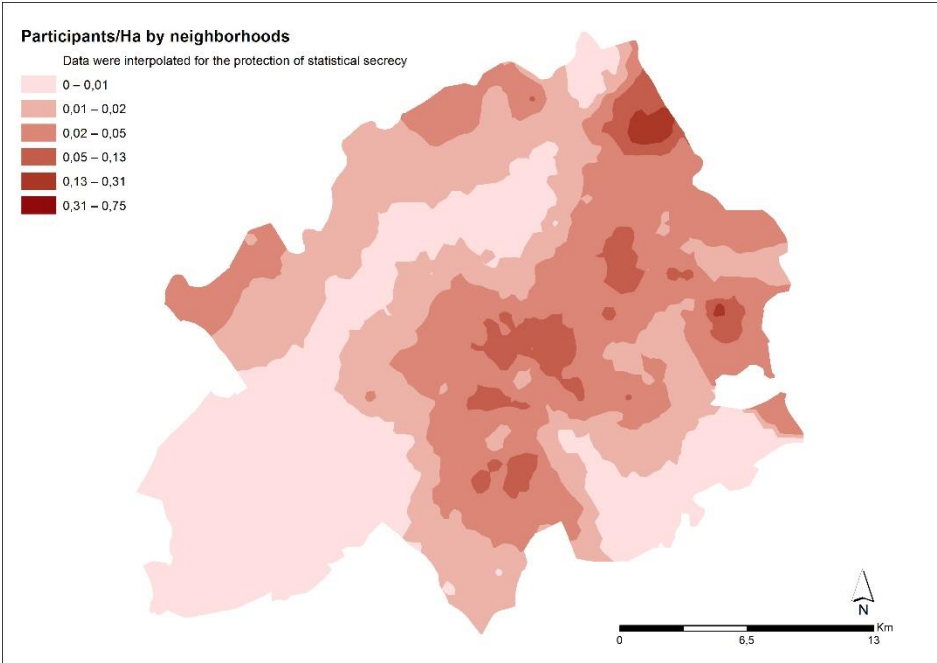 Participants/Ha by neighborhoods
Data were interpolated for the protection of statistical secrecy
0 – 0,01
0,01 – 0,02
0,02 – 0,05
0,05 – 0,13
0,13 – 0,31
0,31 – 0,75
N
Km
0 6,5 13